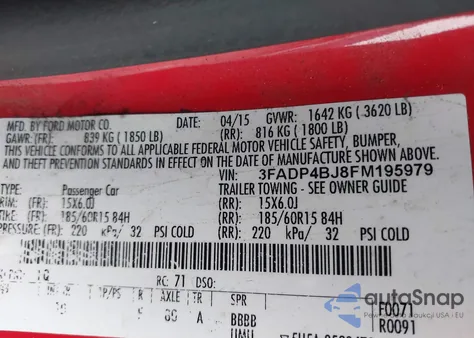 MFD. BY FORD MOTOR CO.
DATE: 04/15 GVWR: 1642 KG ( 3620 LB)
GAWR: (FR): 839 KG ( 1850 LB) (RR): 816 KG ( 1800 LB)
THIS VEHICLE CONFORMS TO ALL APPLICABLE FEDERAL MOTOR VEHICLE SAFETY, BUMPER,
AND THEFT PREVENTION STANDARDS IN EFFECT ON THE DATE OF MANUFACTURE SHOWN ABOVE.
VIN: 3FADP4BJ8FM195979
TYPE: Passenger Car TRAILER TOWING - SEE OWNER GUIDE
RIM: (FR): 15X6.0J (RR): 15X6.0J
TIRE: (FR): 185/60R15 84H (RR): 185/60R15 84H
PRESSURE: (FR): 220 kPa/ 32 PSI COLD (RR): 220 kPa/ 32 PSI COLD
RC: 71 DSO:
TP/PS R AXLE TR SPR
A BBBB
F0071
R0091
autoSnap